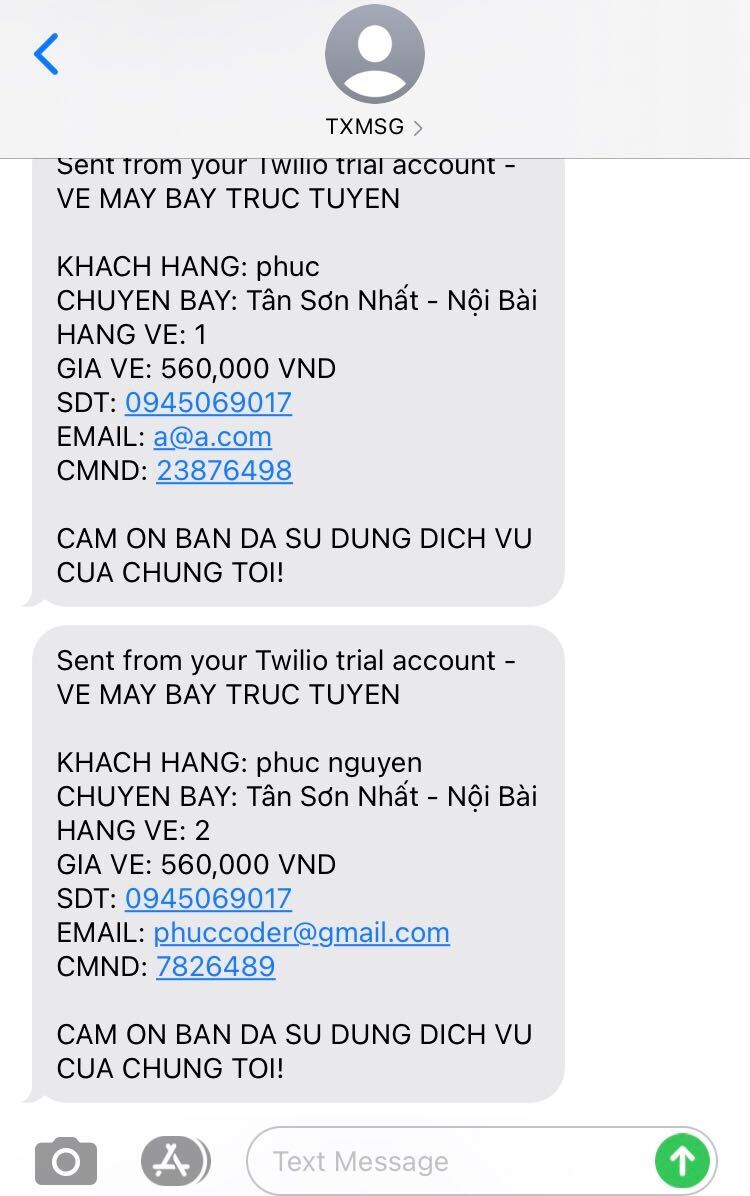 TXMSG
Sent from your Twilio trial account -
VE MAY BAY TRUC TUYEN
KHACH HANG: phuc
CHUYEN BAY: Tân Sơn Nhất - Nội Bài
HANG VE: 1
GIA VE: 560,000 VND
SDT: 0945069017
EMAIL: a@a.com
CMND: 23876498
CAM ON BAN DA SU DUNG DICH VU
CUA CHUNG TOI!
Sent from your Twilio trial account -
VE MAY BAY TRUC TUYEN
KHACH HANG: phuc nguyen
CHUYEN BAY: Tân Sơn Nhất - Nội Bài
HANG VE: 2
GIA VE: 560,000 VND
SDT: 0945069017
EMAIL: phuccoder@gmail.com
CMND: 7826489
CAM ON BAN DA SU DUNG DICH VU
CUA CHUNG TOI!
Text Message